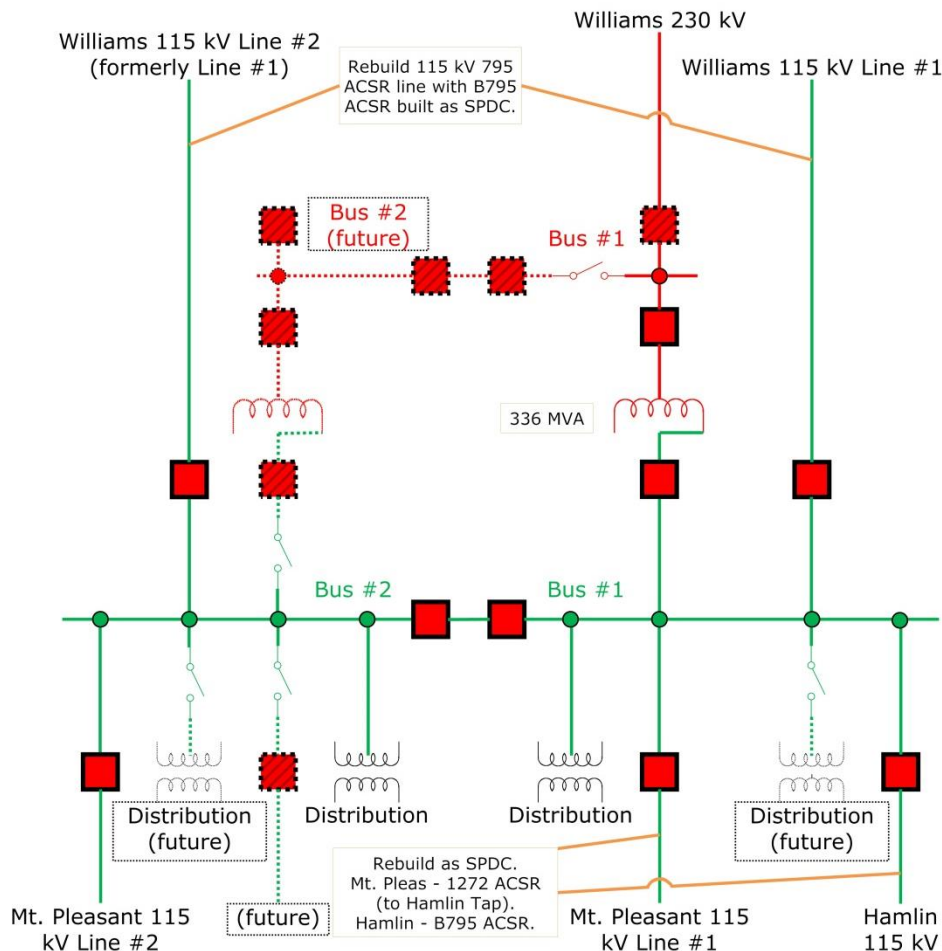 Williams 230 kV
Williams 115 kV Line #2
(formerly Line #1)
Rebuild 115 kV 795
ACSR line with B795
ACSR built as SPDC.
Williams 115 kV Line #1
Bus #2
(future)
Bus #1
336 MVA
Bus #2
Bus #1
Distribution
(future)
Distribution
Distribution
Distribution
(future)
Rebuild as SPDC.
Mt. Pleas - 1272 ACSR
(to Hamlin Tap).
Hamlin - B795 ACSR.
Mt. Pleasant 115
kV Line #2
(future)
Mt. Pleasant 115
kV Line #1
Hamlin
115 kV